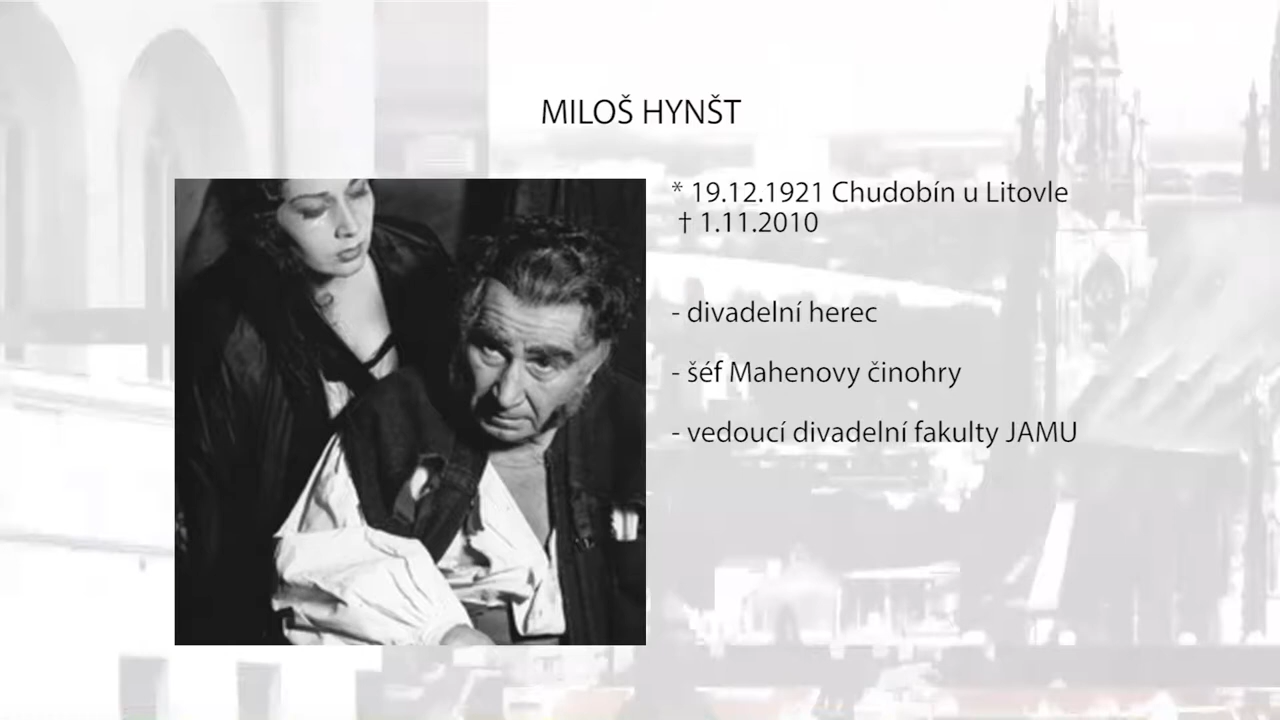 MILOŠ HYNŠT
* 19.12.1921 Chudobín u Litovle
† 1.11.2010
- divadelní herec
- šéf Mahenovy činohry
- vedoucí divadelní fakulty JAMU